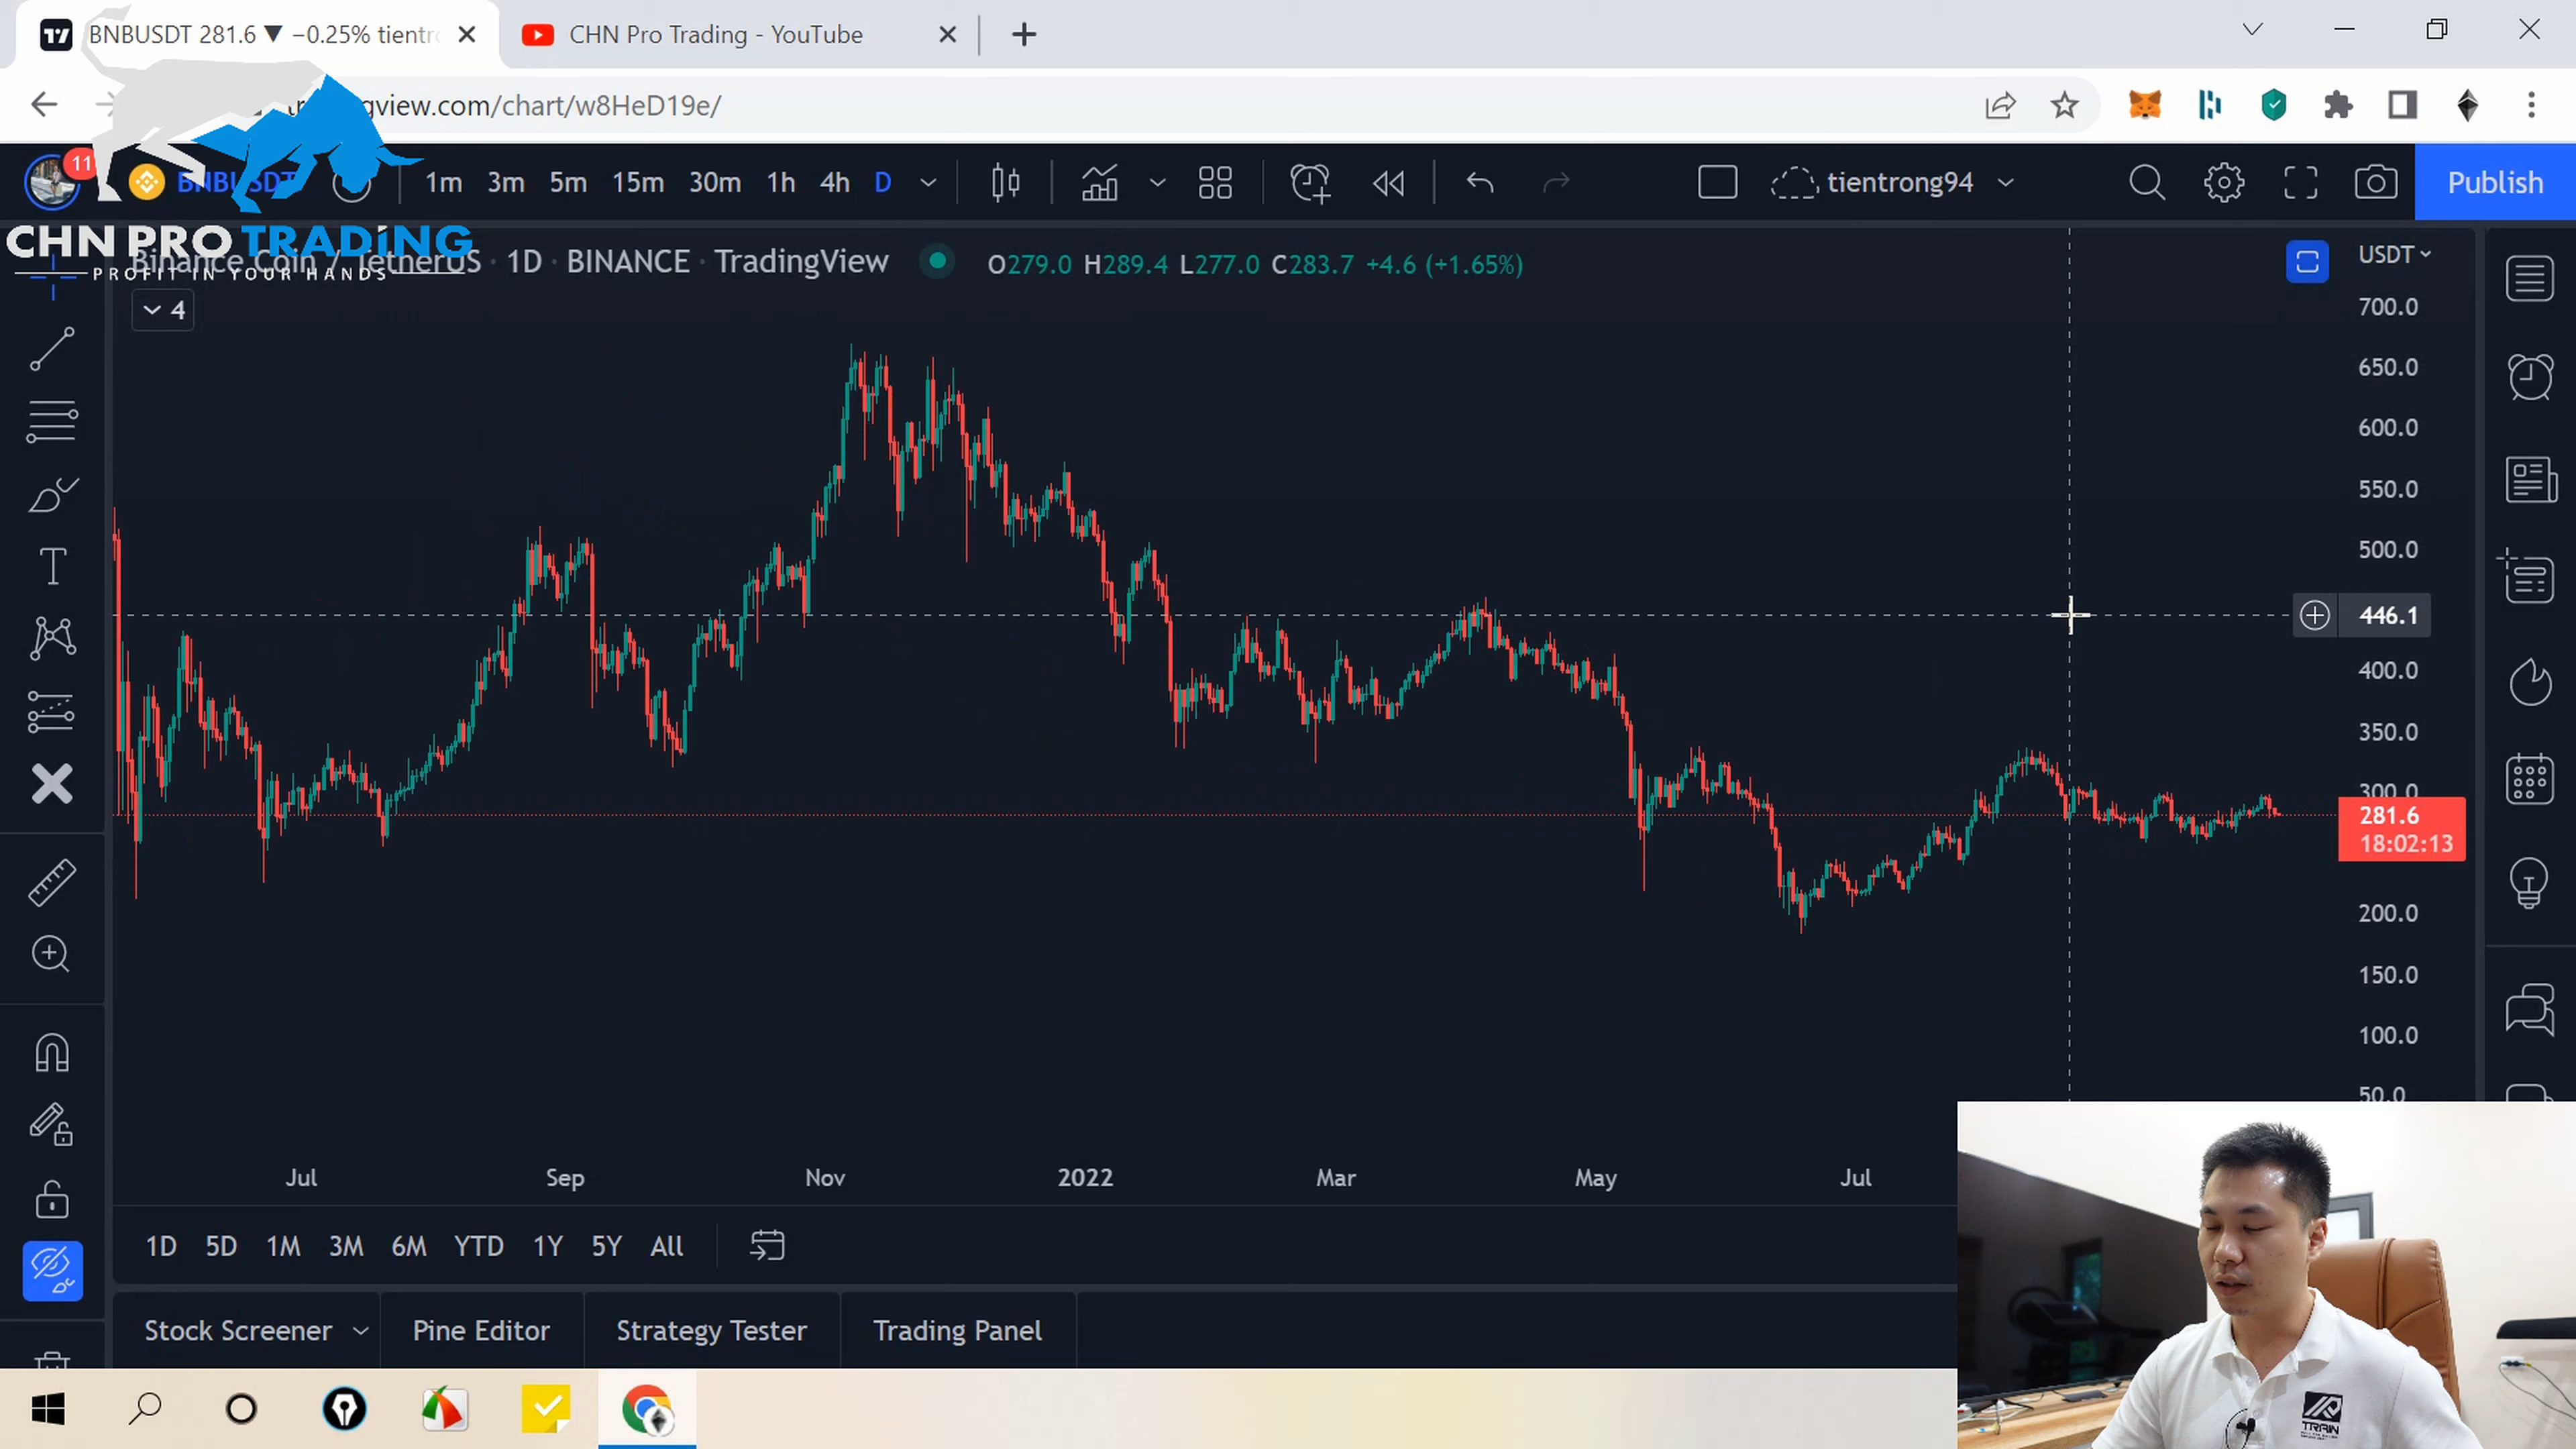 BNBUSDT 281.6 ▼ −0.25% tientr
CHN Pro Trading - YouTube
gview.com/chart/w8HeD19e/
11
BNBUSDT
1m 3m 5m 15m 30m 1h 4h D
tientrong94
Publish
CHN PRO TRADING
PROFIT IN YOUR HANDS
Binance Coin / TetherUS · 1D · BINANCE · TradingView
O279.0 H289.4 L277.0 C283.7 +4.6 (+1.65%)
USDT
4
700.0
650.0
600.0
550.0
500.0
446.1
400.0
350.0
300.0
281.6
18:02:13
200.0
150.0
100.0
50.0
Jul Sep Nov 2022 Mar May Jul
1D 5D 1M 3M 6M YTD 1Y 5Y All
Stock Screener Pine Editor Strategy Tester Trading Panel
TRAIN